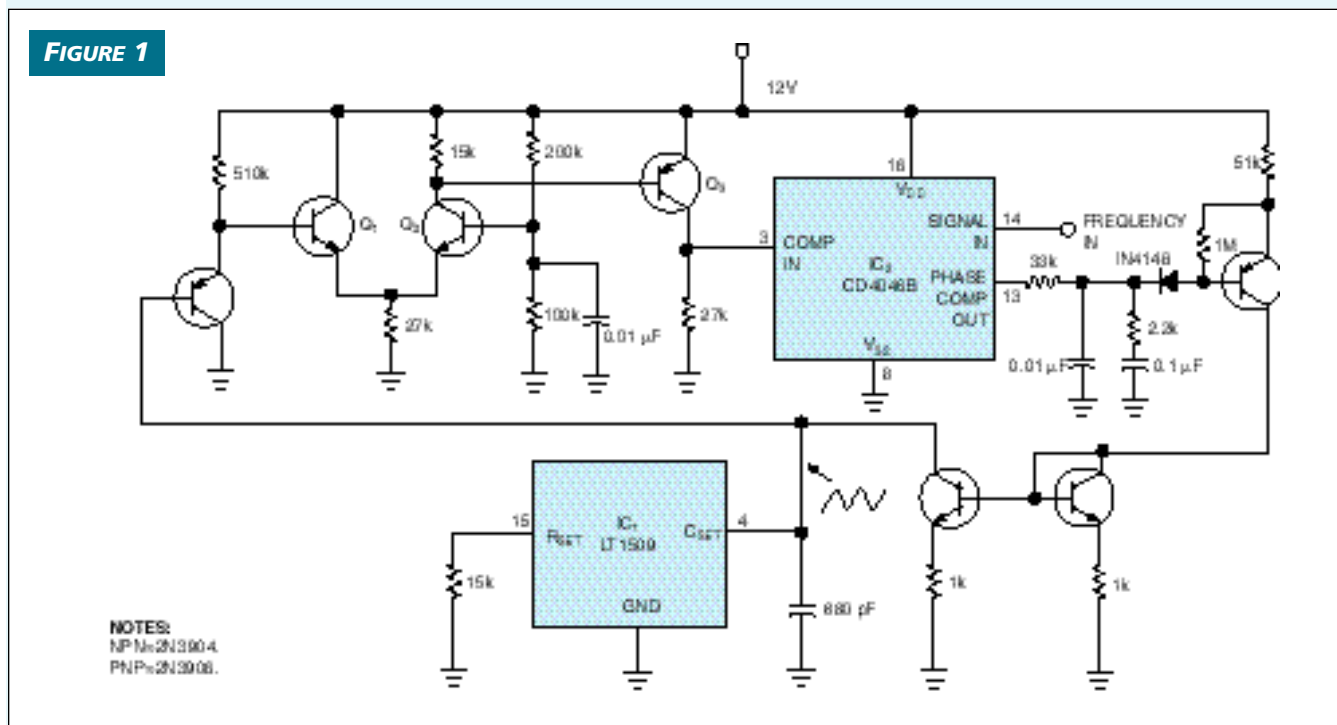 FIGURE 1
12V
510k
15k
200k
Q1
Q2
Q3
27k
100k
0.01 µF
27k
3
COMP
IN
16
VDD
SIGNAL
IN
14
FREQUENCY
IN
IC2
CD4046B
PHASE
COMP
OUT
13
VSS
8
33k
IN4148
1M
51k
2.2k
0.01 µF
0.1 µF
15
RSET
IC1
LT1509
CSET
4
GND
15k
680 pF
1k
1k
NOTES:
NPN=2N3904.
PNP=2N3906.